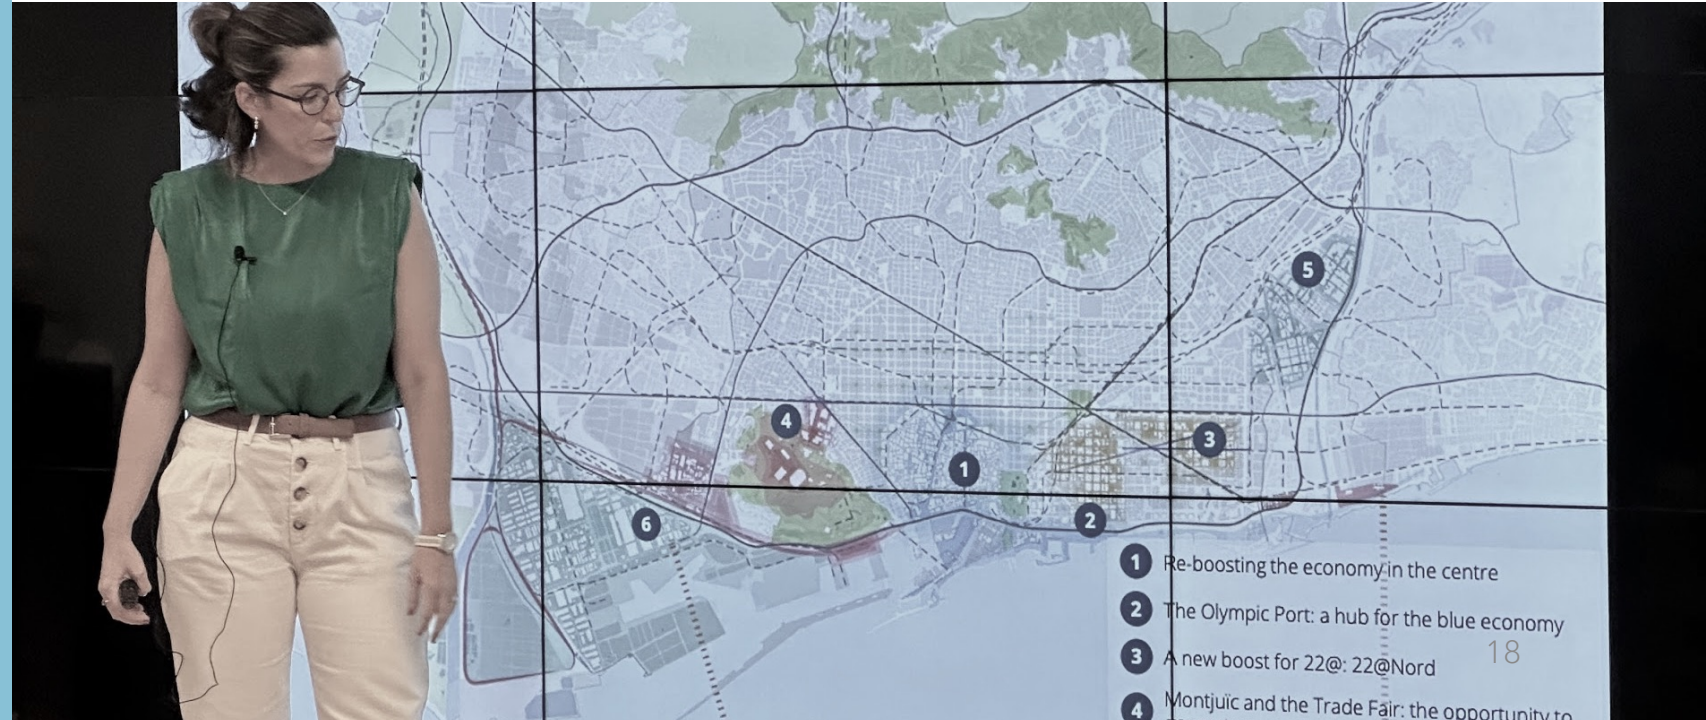 5
4
3
1
6
2
1 Re-boosting the economy in the centre
2 The Olympic Port: a hub for the blue economy
18
3 A new boost for 22@: 22@Nord
4 Montjuïc and the Trade Fair: the opportunity to